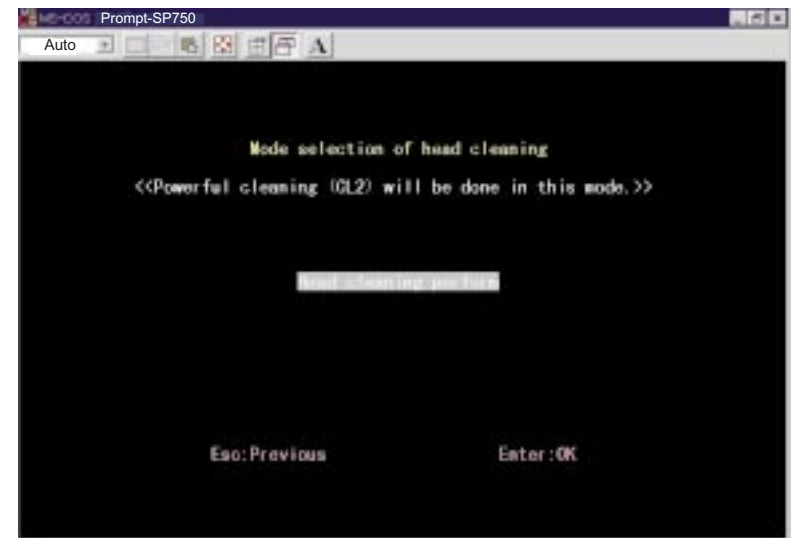 MS-DOS Prompt-SP750
Auto
A
Mode selection of head cleaning
<<Powerful cleaning (CL2) will be done in this mode.>>
Head cleaning perform
Esc:Previous
Enter:OK